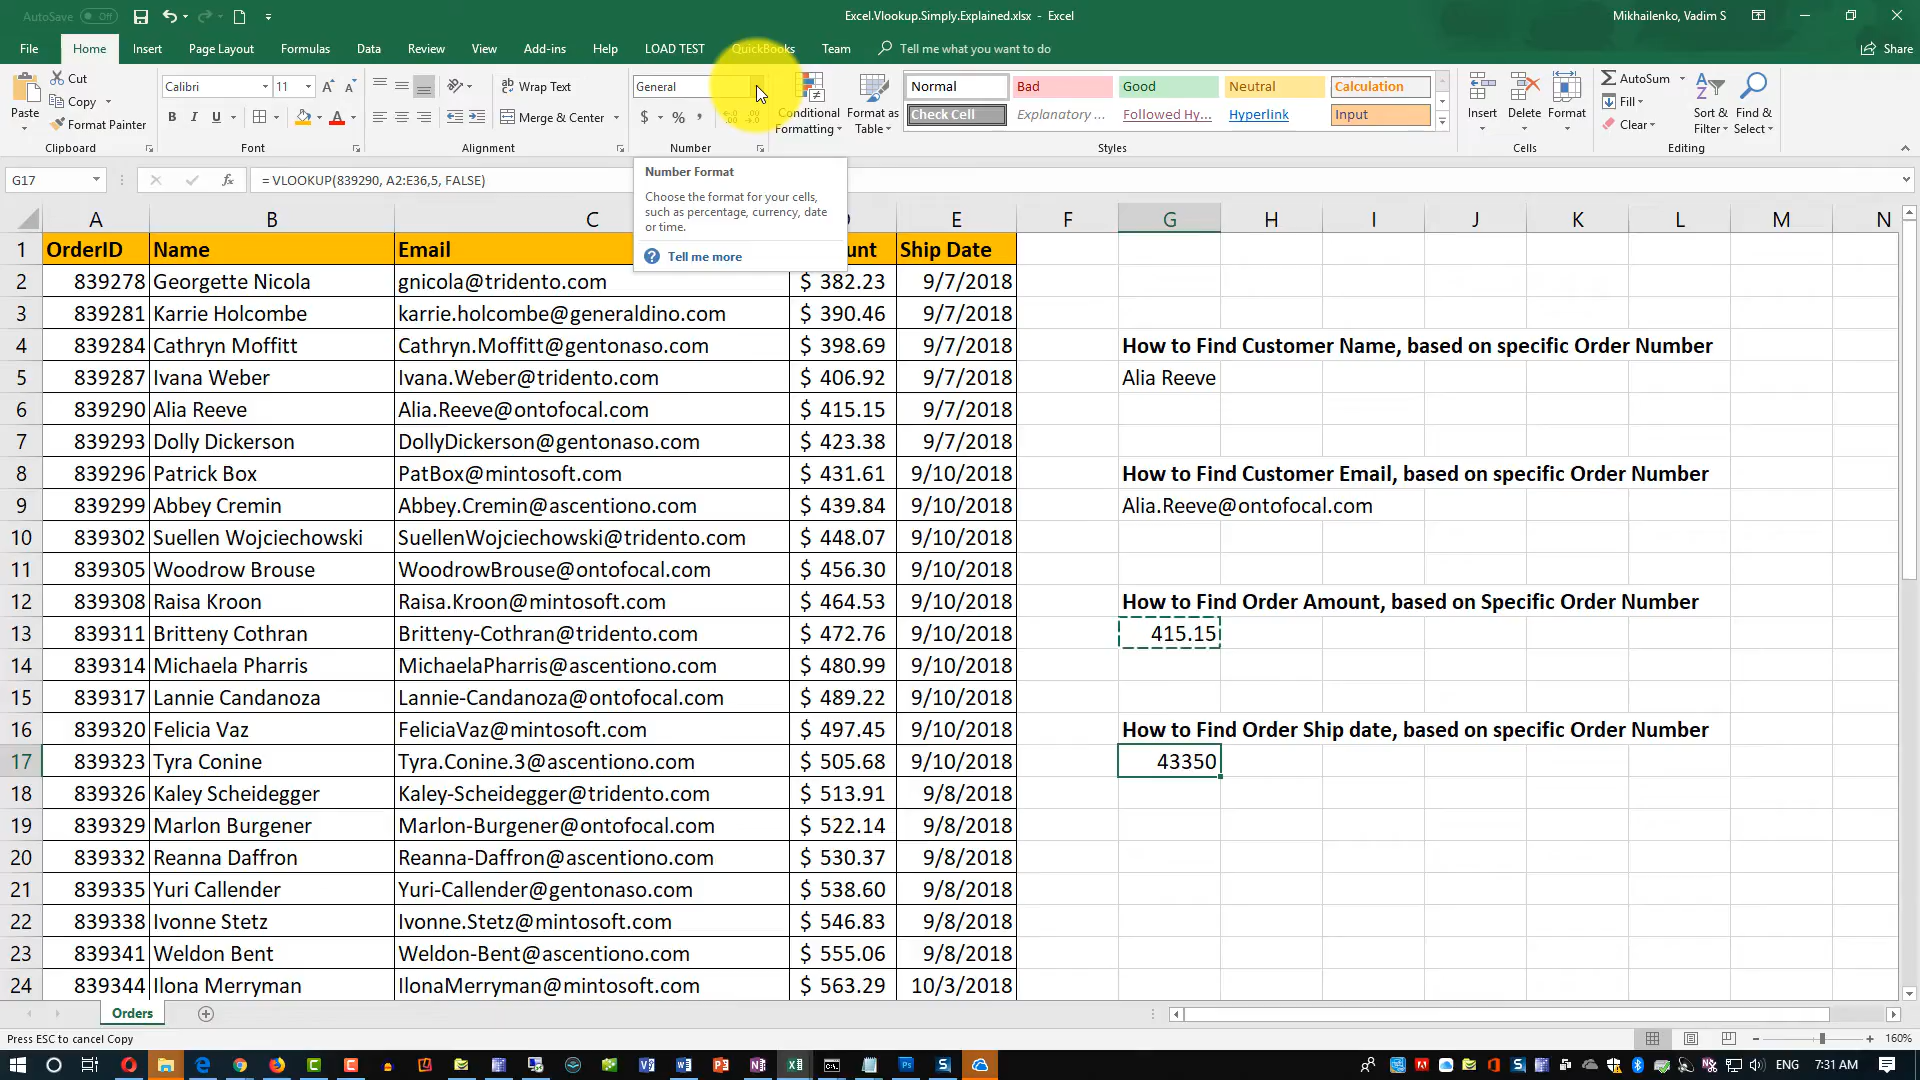 AutoSave Off
Excel.Vlookup.Simply.Explained.xlsx - Excel
Mikhailenko, Vadim S
File Home Insert Page Layout Formulas Data Review View Add-ins Help LOAD TEST QuickBooks Team Tell me what you want to do Share
Paste
Cut
Copy
Format Painter
Clipboard
Calibri 11 A A
B I U A
Font
ab Wrap Text
Merge & Center
Alignment
General
$ % ,
Number
Conditional Formatting
Format as Table
Normal Bad Good Neutral Calculation
Check Cell Explanatory ... Followed Hy... Hyperlink Input
Styles
Insert Delete Format
Cells
AutoSum
Fill
Clear
Sort & Filter
Find & Select
Editing
G17 fx = VLOOKUP(839290, A2:E36,5, FALSE)
Number Format
Choose the format for your cells,
such as percentage, currency, date
or time.
? Tell me more
A B C D E F G H I J K L M N
1 OrderID Name Email unt Ship Date
2 839278 Georgette Nicola gnicola@tridento.com $ 382.23 9/7/2018
3 839281 Karrie Holcombe karrie.holcombe@generaldino.com $ 390.46 9/7/2018
4 839284 Cathryn Moffitt Cathryn.Moffitt@gentonaso.com $ 398.69 9/7/2018 How to Find Customer Name, based on specific Order Number
5 839287 Ivana Weber Ivana.Weber@tridento.com $ 406.92 9/7/2018 Alia Reeve
6 839290 Alia Reeve Alia.Reeve@ontofocal.com $ 415.15 9/7/2018
7 839293 Dolly Dickerson DollyDickerson@gentonaso.com $ 423.38 9/7/2018
8 839296 Patrick Box PatBox@mintosoft.com $ 431.61 9/10/2018 How to Find Customer Email, based on specific Order Number
9 839299 Abbey Cremin Abbey.Cremin@ascentiono.com $ 439.84 9/10/2018 Alia.Reeve@ontofocal.com
10 839302 Suellen Wojciechowski SuellenWojciechowski@tridento.com $ 448.07 9/10/2018
11 839305 Woodrow Brouse WoodrowBrouse@ontofocal.com $ 456.30 9/10/2018
12 839308 Raisa Kroon Raisa.Kroon@mintosoft.com $ 464.53 9/10/2018 How to Find Order Amount, based on Specific Order Number
13 839311 Britteny Cothran Britteny-Cothran@tridento.com $ 472.76 9/10/2018 415.15
14 839314 Michaela Pharris MichaelaPharris@ascentiono.com $ 480.99 9/10/2018
15 839317 Lannie Candanoza Lannie-Candanoza@ontofocal.com $ 489.22 9/10/2018
16 839320 Felicia Vaz FeliciaVaz@mintosoft.com $ 497.45 9/10/2018 How to Find Order Ship date, based on specific Order Number
17 839323 Tyra Conine Tyra.Conine.3@ascentiono.com $ 505.68 9/10/2018 43350
18 839326 Kaley Scheidegger Kaley-Scheidegger@tridento.com $ 513.91 9/8/2018
19 839329 Marlon Burgener Marlon-Burgener@ontofocal.com $ 522.14 9/8/2018
20 839332 Reanna Daffron Reanna-Daffron@ascentiono.com $ 530.37 9/8/2018
21 839335 Yuri Callender Yuri-Callender@gentonaso.com $ 538.60 9/8/2018
22 839338 Ivonne Stetz Ivonne.Stetz@mintosoft.com $ 546.83 9/8/2018
23 839341 Weldon Bent Weldon-Bent@ascentiono.com $ 555.06 9/8/2018
24 839344 Ilona Merryman IlonaMerryman@mintosoft.com $ 563.29 10/3/2018
Orders
Press ESC to cancel Copy
160%
ENG 7:31 AM